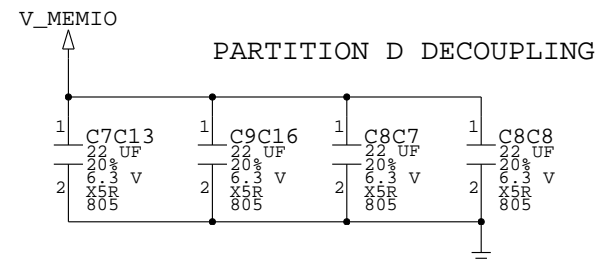 V_MEMIO
PARTITION D DECOUPLING
1
C7C13
22 UF
20%
6.3 V
X5R
805
2
1
C9C16
22 UF
20%
6.3 V
X5R
805
2
1
C8C7
22 UF
20%
6.3 V
X5R
805
2
1
C8C8
22 UF
20%
6.3 V
X5R
805
2